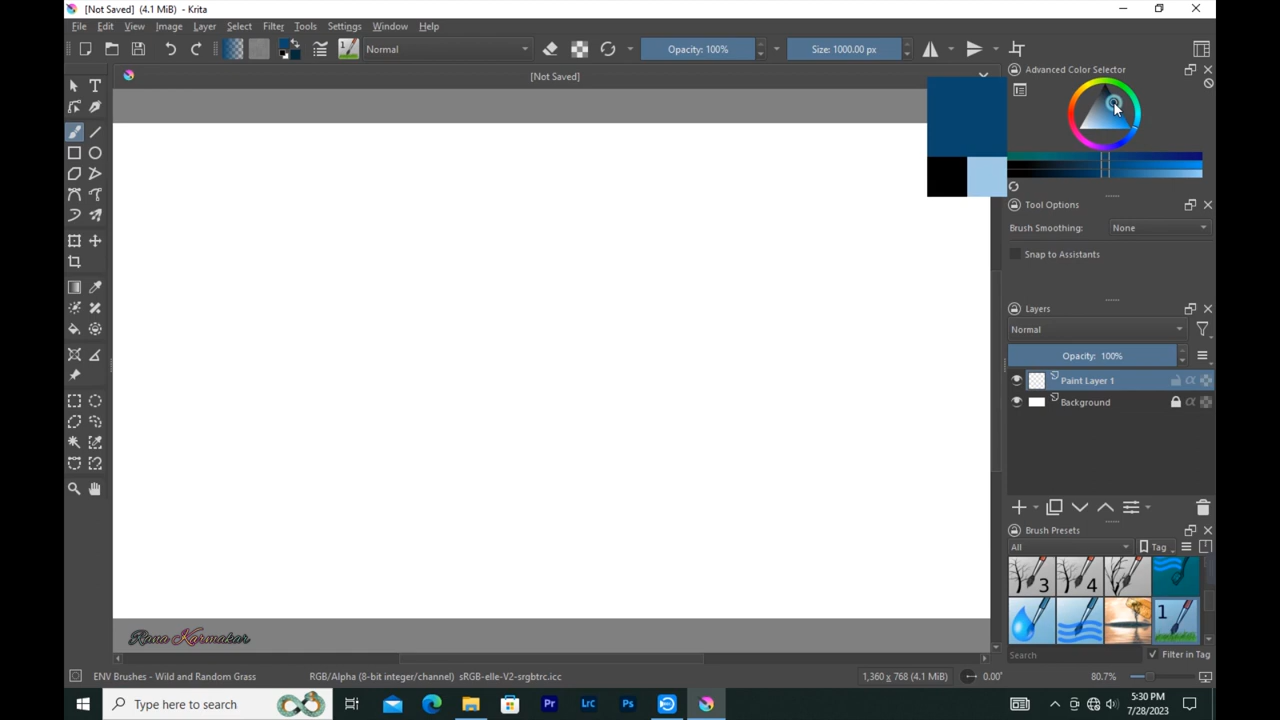 [Not Saved] (4.1 MiB) - Krita
File Edit View Image Layer Select Filter Tools Settings Window Help
Normal
Opacity: 100%
Size: 1000.00 px
[Not Saved]
Advanced Color Selector
Tool Options
Brush Smoothing: None
Snap to Assistants
Layers
Normal
Opacity: 100%
Paint Layer 1
Background
Brush Presets
All
Tag
3 4
1
Search
Filter in Tag
Rana Karmakar
ENV Brushes - Wild and Random Grass
RGB/Alpha (8-bit integer/channel) sRGB-elle-V2-srgbtrc.icc
1,360 x 768 (4.1 MiB)
0.00°
80.7%
Type here to search
Pr
Lrc
Ps
5:30 PM
7/28/2023